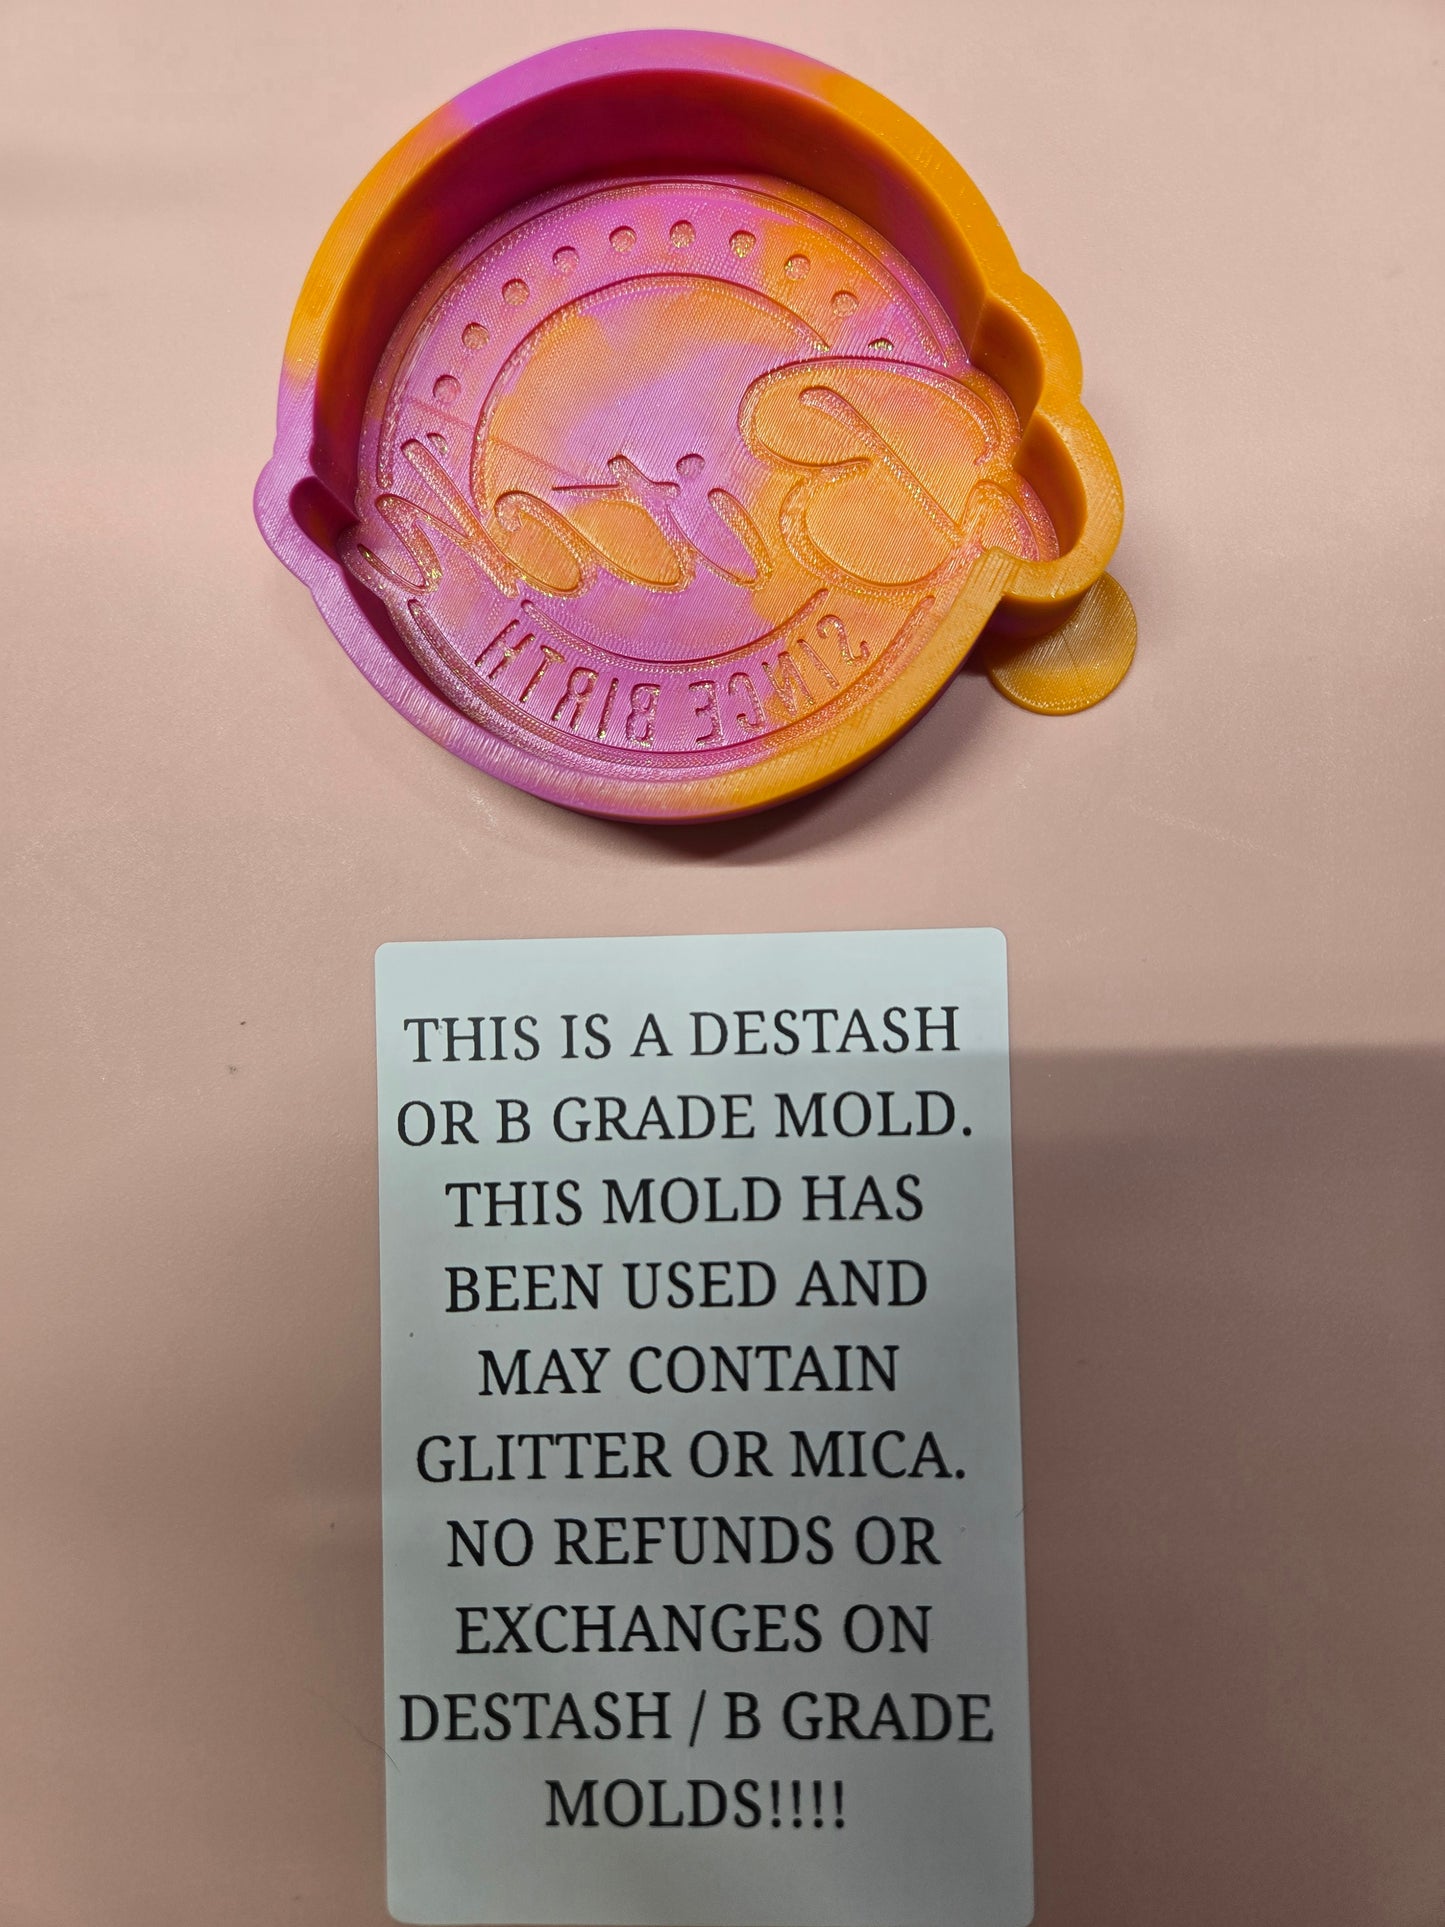 Bitch
SINCE BIRTH
THIS IS A DESTASH
OR B GRADE MOLD.
THIS MOLD HAS
BEEN USED AND
MAY CONTAIN
GLITTER OR MICA.
NO REFUNDS OR
EXCHANGES ON
DESTASH / B GRADE
MOLDS!!!!